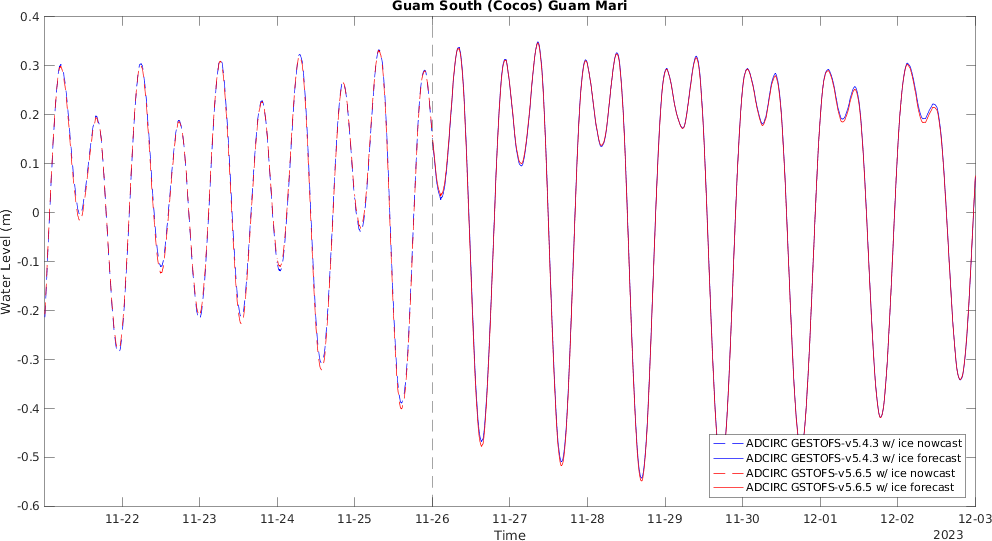 Guam South (Cocos) Guam Mari
0.4
0.3
0.2
0.1
0
-0.1
-0.2
-0.3
-0.4
-0.5
-0.6
Water Level (m)
ADCIRC GESTOFS-v5.4.3 w/ ice nowcast
ADCIRC GESTOFS-v5.4.3 w/ ice forecast
ADCIRC GSTOFS-v5.6.5 w/ ice nowcast
ADCIRC GSTOFS-v5.6.5 w/ ice forecast
11-22 11-23 11-24 11-25 11-26 11-27 11-28 11-29 11-30 12-01 12-02 12-03
Time
2023